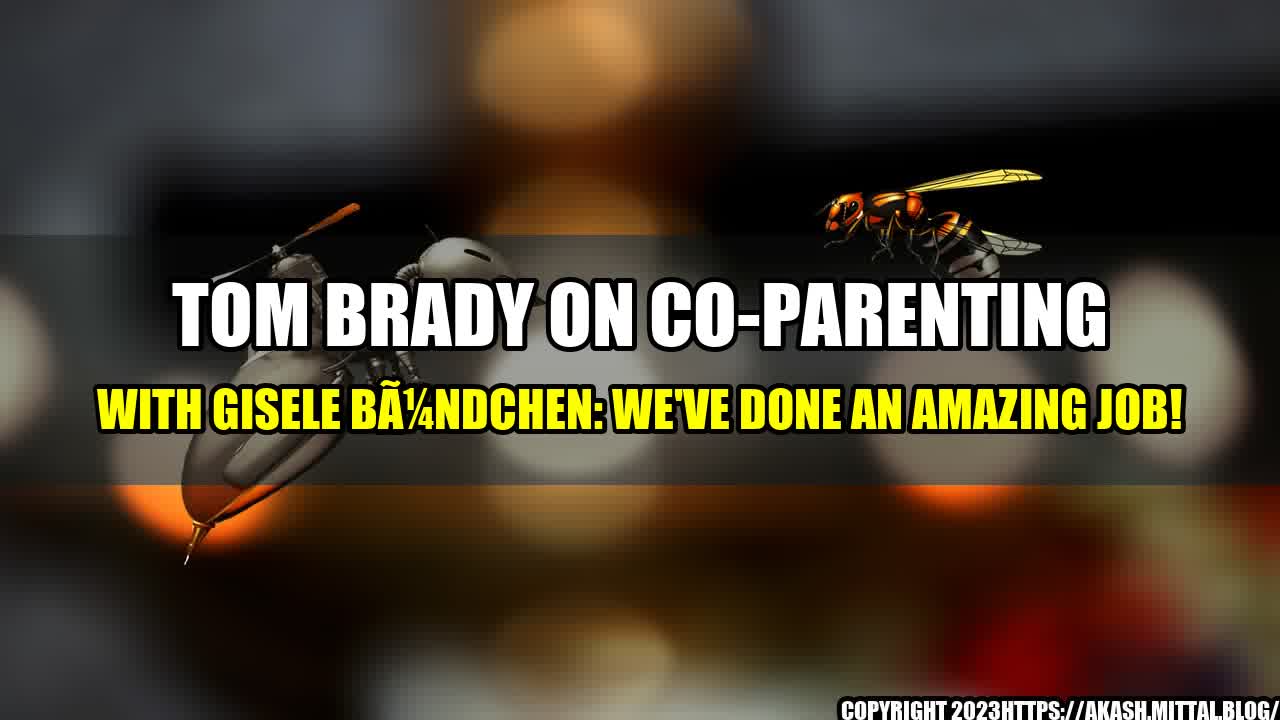 TOM BRADY ON CO-PARENTING
WITH GISELE BÃ¼NDCHEN: WE'VE DONE AN AMAZING JOB!
COPYRIGHT 2023HTTPS://AKASH.MITTAL.BLOG/